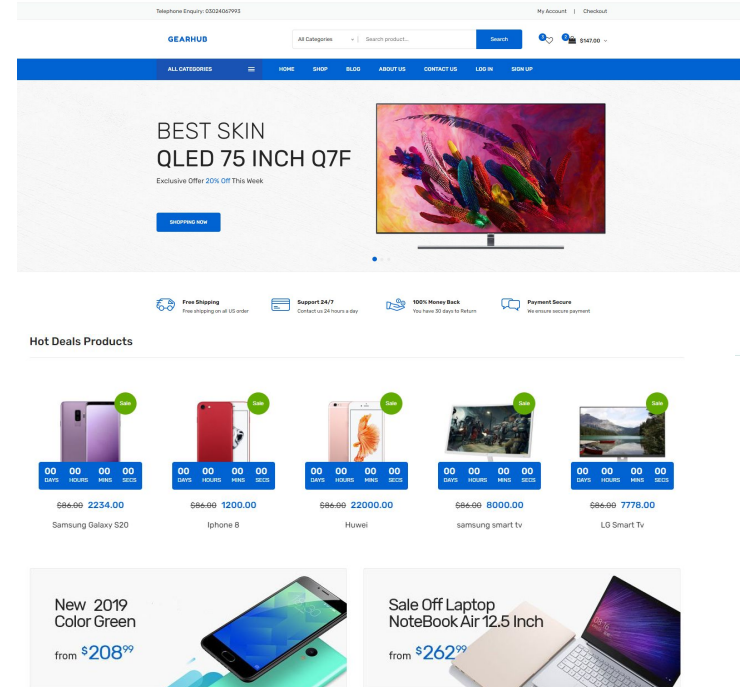 Telephone Enquiry: 03024067993
My Account | Checkout
GEARHUB
All Categories
Search product...
Search
3
3
$147.00
ALL CATEGORIES
HOME SHOP BLOG ABOUT US CONTACT US LOG IN SIGN UP
BEST SKIN
QLED 75 INCH Q7F
Exclusive Offer 20% Off This Week
SHOPPING NOW
Free Shipping
Free shipping on all US order
Support 24/7
Contact us 24 hours a day
100% Money Back
You have 30 days to Return
Payment Secure
We ensure secure payment
Hot Deals Products
Sale
00 00 00 00
DAYS HOURS MINS SECS
$86.00 2234.00
Samsung Galaxy S20
Sale
00 00 00 00
DAYS HOURS MINS SECS
$86.00 1200.00
Iphone 8
Sale
00 00 00 00
DAYS HOURS MINS SECS
$86.00 22000.00
Huwei
Sale
00 00 00 00
DAYS HOURS MINS SECS
$86.00 8000.00
samsung smart tv
Sale
00 00 00 00
DAYS HOURS MINS SECS
$86.00 7778.00
LG Smart Tv
New 2019
Color Green
from $20899
Sale Off Laptop
NoteBook Air 12.5 Inch
from $26299